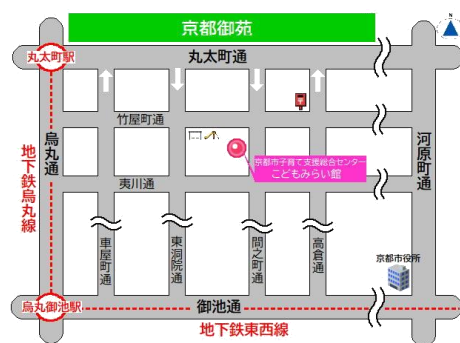 京都御苑
N
丸太町駅
丸太町通
竹屋町通
烏丸通
地下鉄烏丸線
京都市子育て支援総合センター
こどもみらい館
河原町通
夷川通
車屋町通
東洞院通
間之町通
高倉通
京都市役所
烏丸御池駅
御池通
地下鉄東西線